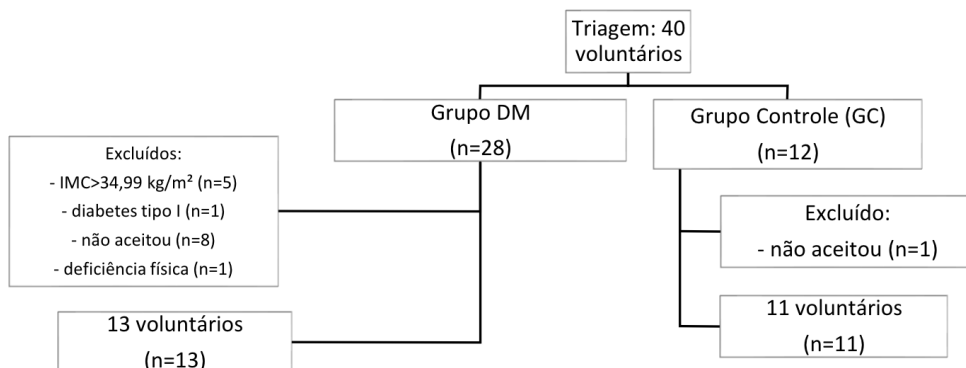 Triagem: 40
voluntários
Grupo DM
(n=28)
Grupo Controle (GC)
(n=12)
Excluídos:
- IMC>34,99 kg/m² (n=5)
- diabetes tipo I (n=1)
- não aceitou (n=8)
- deficiência física (n=1)
Excluído:
- não aceitou (n=1)
13 voluntários
(n=13)
11 voluntários
(n=11)